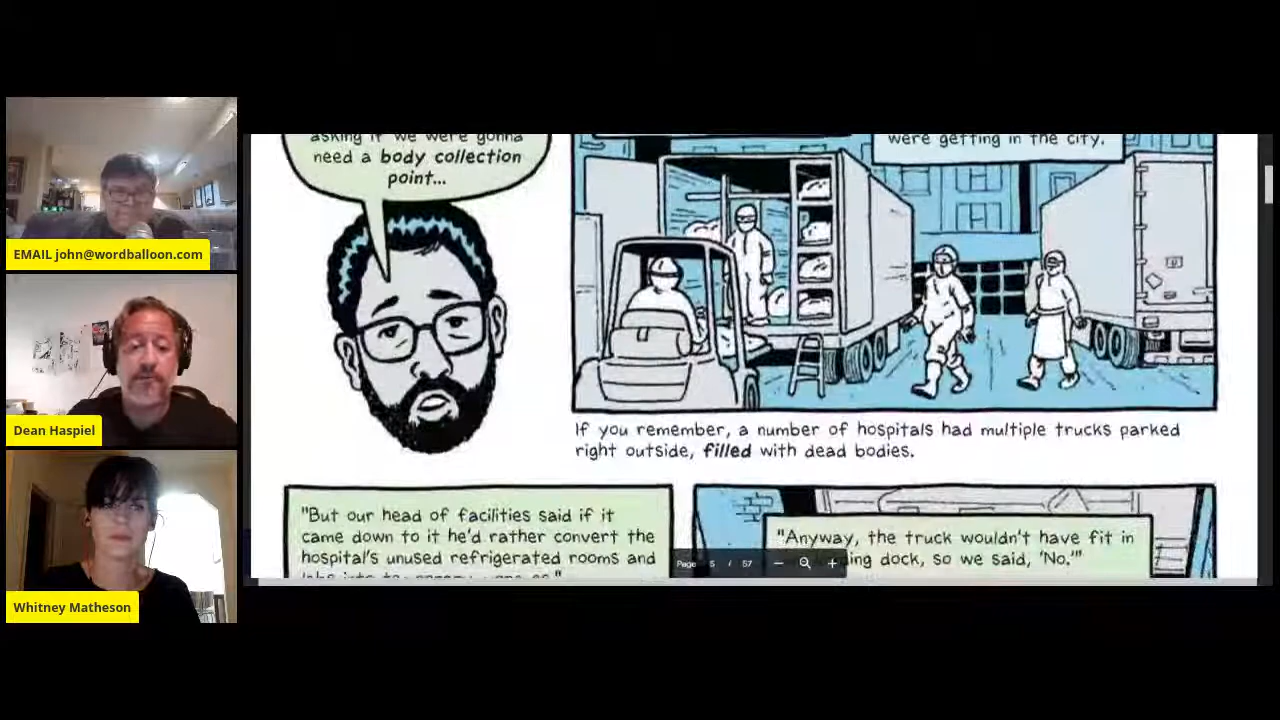 EMAIL john@wordballoon.com
Dean Haspiel
Whitney Matheson
asking if we were gonna
need a body collection
point...
were getting in the city.
If you remember, a number of hospitals had multiple trucks parked
right outside, filled with dead bodies.
"But our head of facilities said if it
came down to it he'd rather convert the
hospital's unused refrigerated rooms and
"Anyway, the truck wouldn't have fit in
dock, so we said, 'No.'"
Page 5 / 57 — +